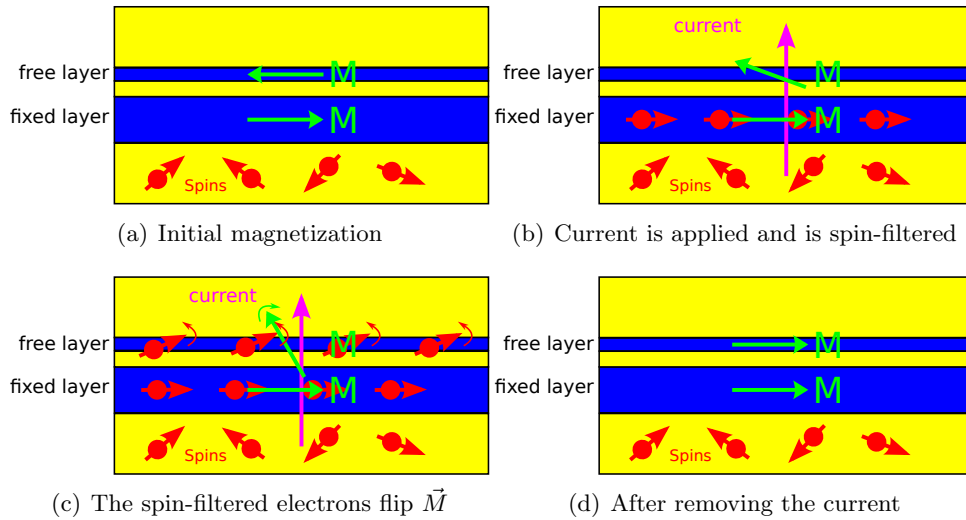 free layer M
fixed layer M
Spins
(a) Initial magnetization
current
free layer M
fixed layer M
Spins
(b) Current is applied and is spin-filtered
current
free layer M
fixed layer M
Spins
(c) The spin-filtered electrons flip M⃗
free layer M
fixed layer M
Spins
(d) After removing the current